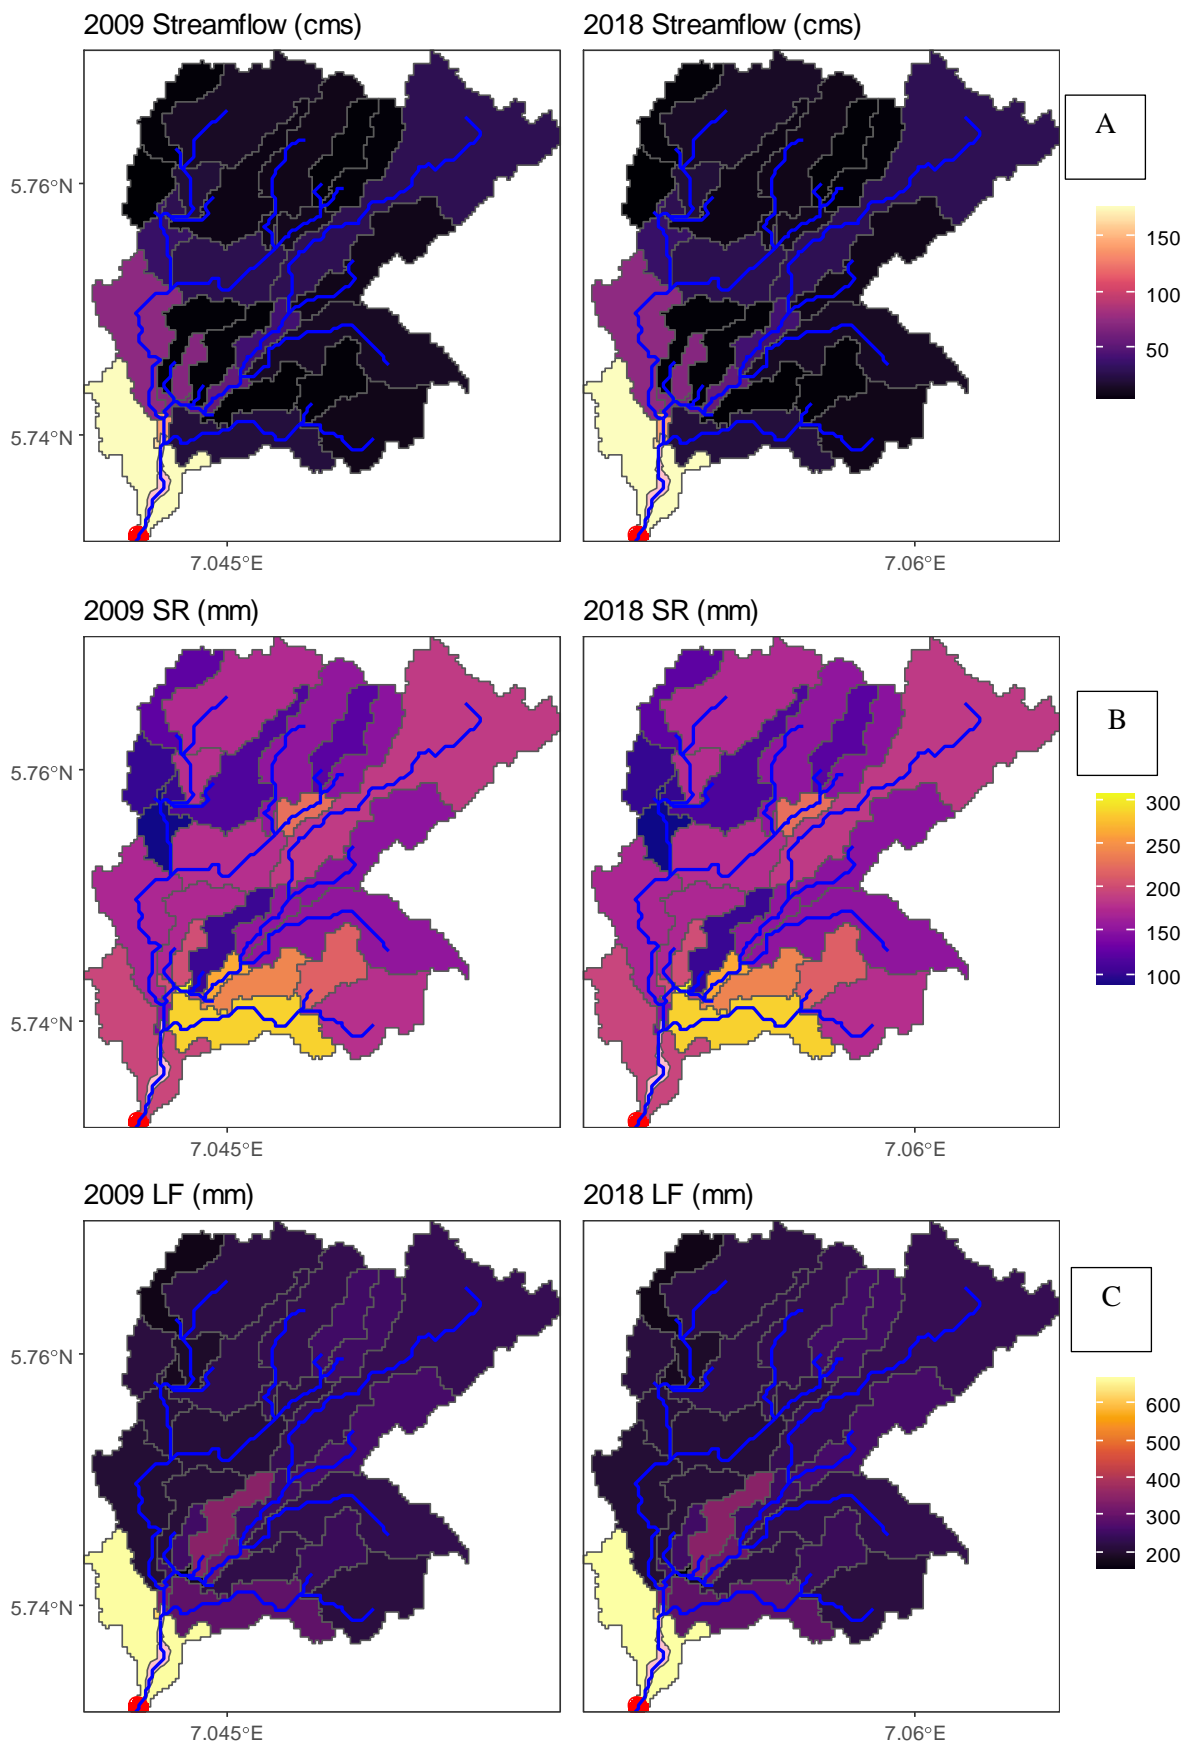 2009 Streamflow (cms)
2018 Streamflow (cms)
A
5.76°N
5.74°N
150
100
50
7.045°E
7.06°E
2009 SR (mm)
2018 SR (mm)
B
5.76°N
5.74°N
300
250
200
150
100
7.045°E
7.06°E
2009 LF (mm)
2018 LF (mm)
C
5.76°N
5.74°N
600
500
400
300
200
7.045°E
7.06°E